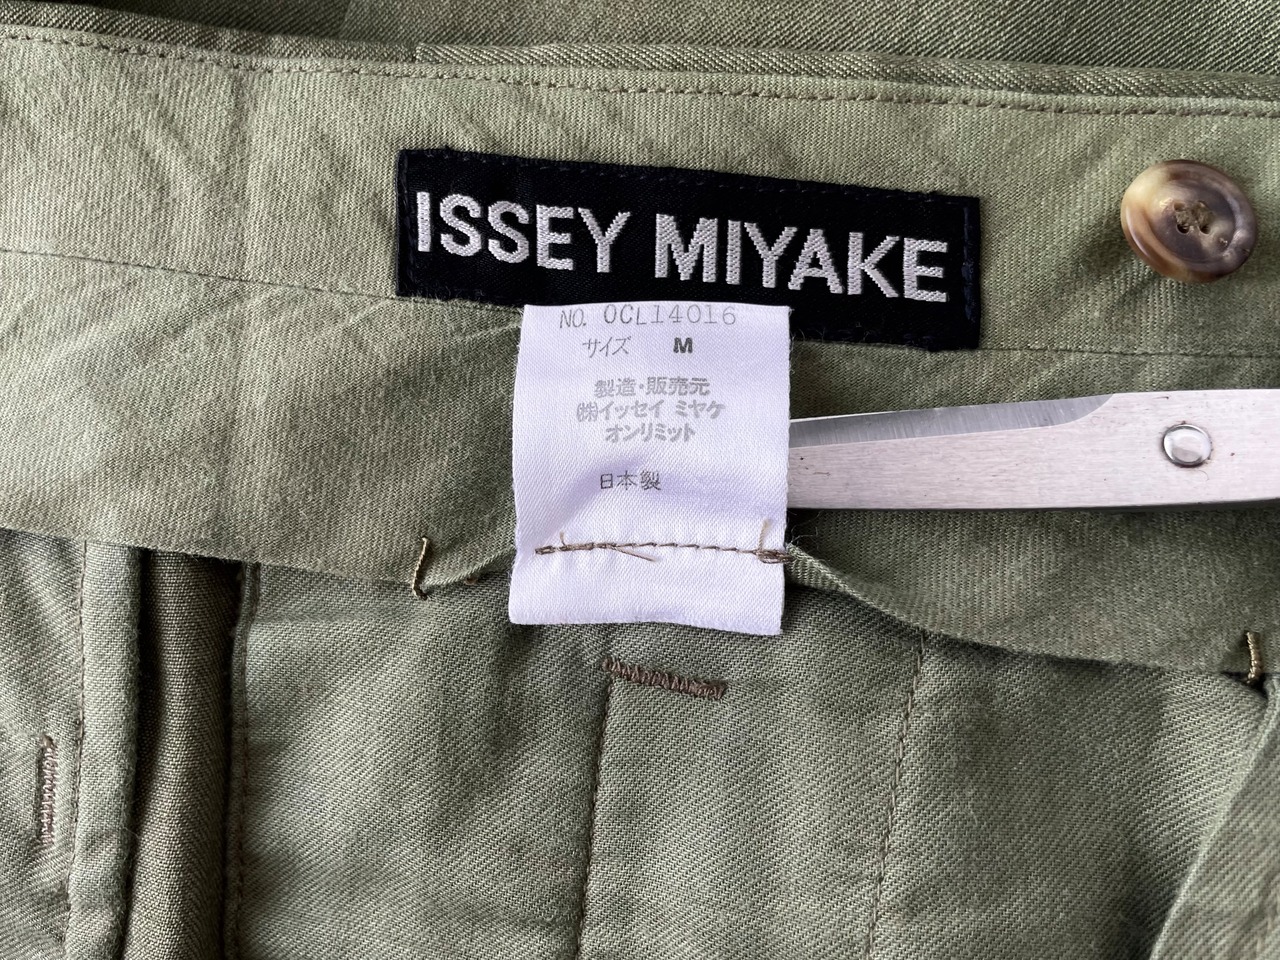 ISSEY MIYAKE
NO. OCL14016
サイズ M
製造・販売元
㈱イッセイ ミヤケ
オンリミット
日本製